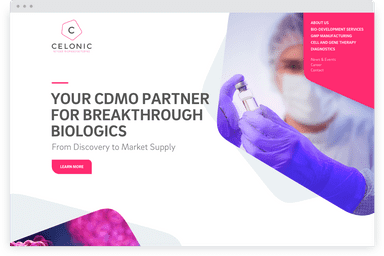 CELONIC
ABOUT US
BIO-DEVELOPMENT SERVICES
GMP MANUFACTURING
CELL AND GENE THERAPY
DIAGNOSTICS
News & Events
Career
Contact
YOUR CDMO PARTNER
FOR BREAKTHROUGH
BIOLOGICS
From Discovery to Market Supply
LEARN MORE